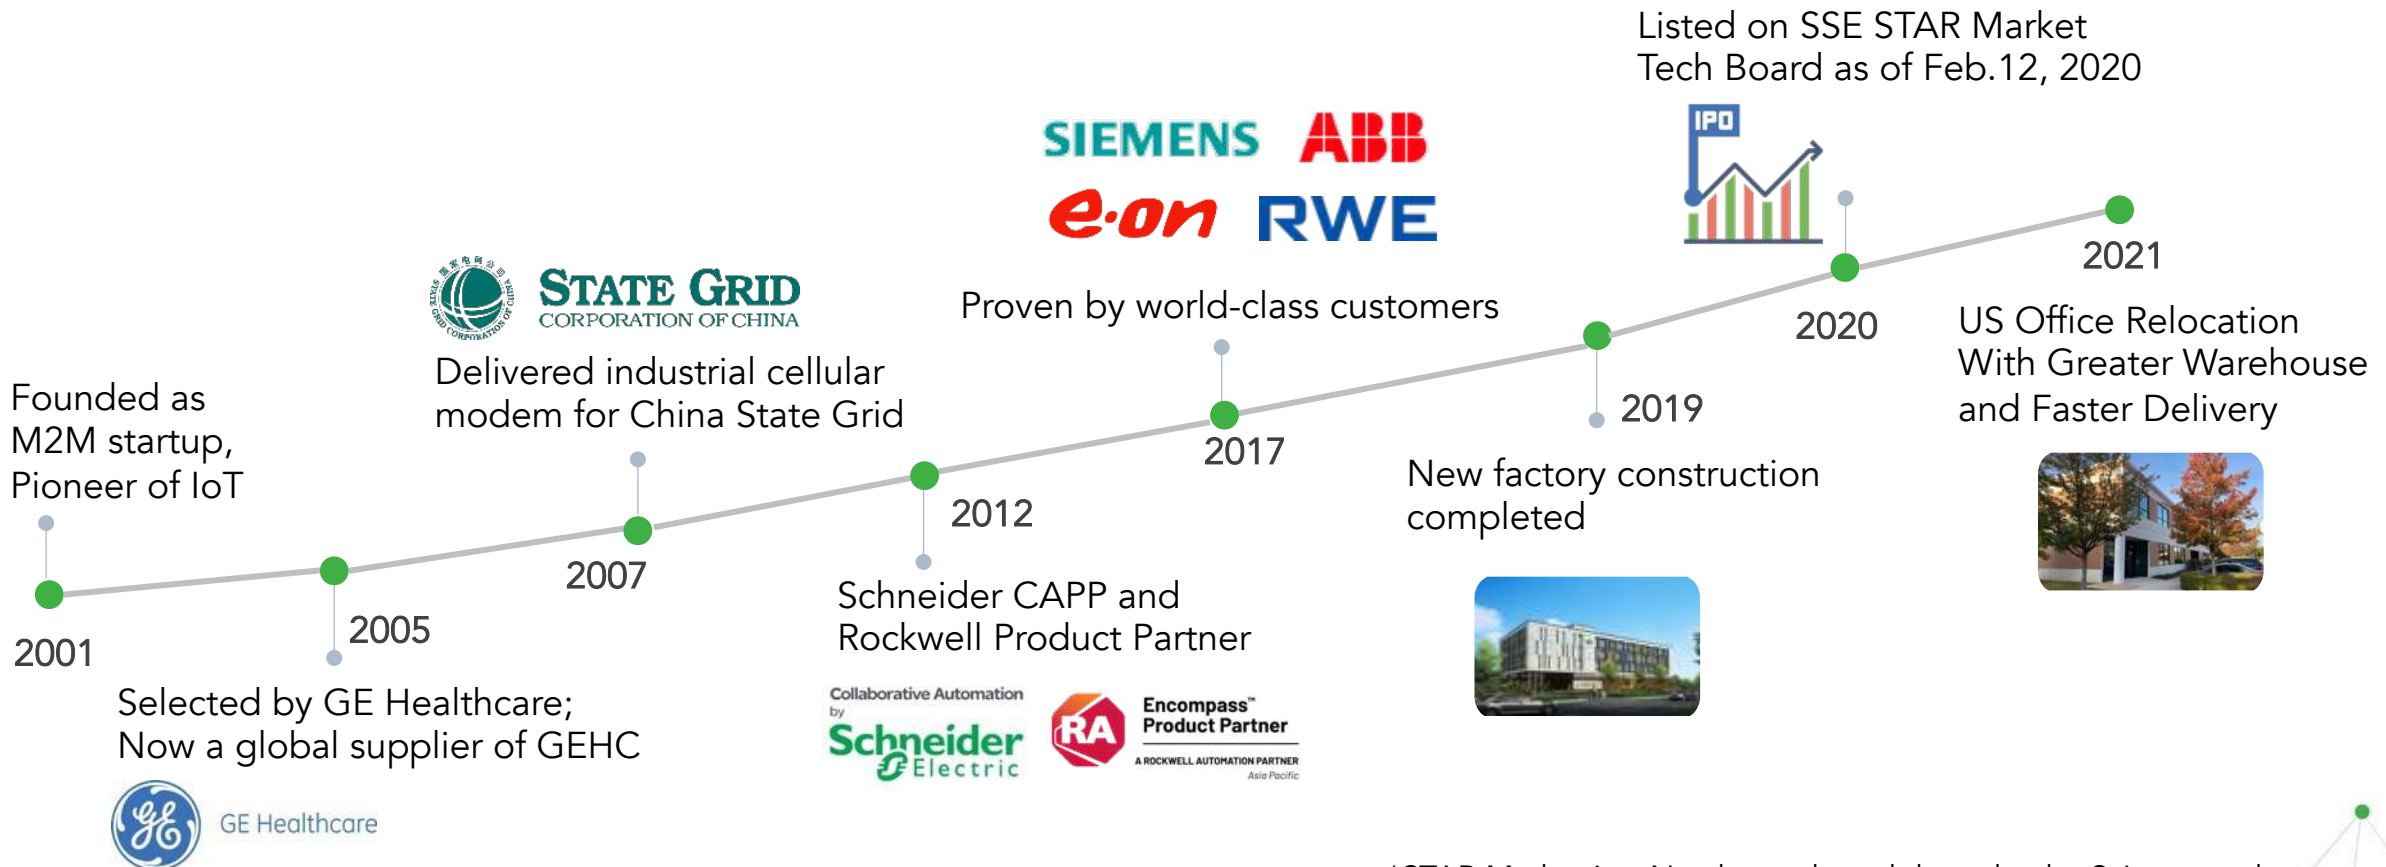 Listed on SSE STAR Market
Tech Board as of Feb.12, 2020
IPO
SIEMENS ABB
e·on RWE
2021
STATE GRID
CORPORATION OF CHINA
Proven by world-class customers
2020
US Office Relocation
With Greater Warehouse
and Faster Delivery
Delivered industrial cellular
modem for China State Grid
Founded as
M2M startup,
Pioneer of IoT
2019
2017
New factory construction
completed
2012
2007
Schneider CAPP and
Rockwell Product Partner
2005
2001
Selected by GE Healthcare;
Now a global supplier of GEHC
Collaborative Automation
by
Schneider
Electric
RA
Encompass™
Product Partner
A ROCKWELL AUTOMATION PARTNER
Asia Pacific
GE
GE Healthcare